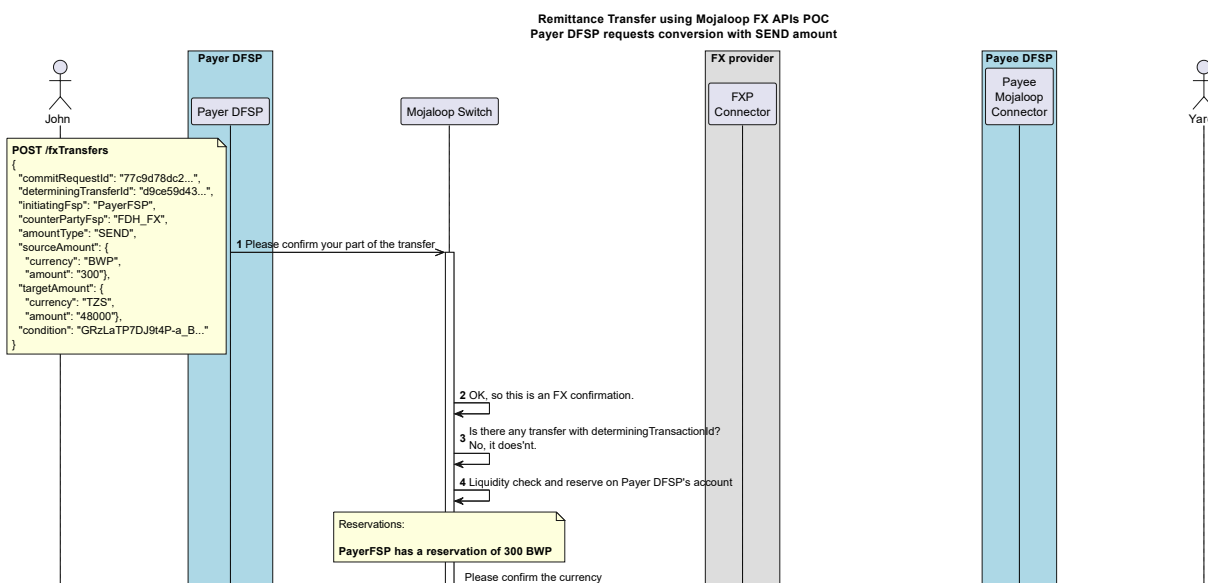 Remittance Transfer using Mojaloop FX APIs POC
Payer DFSP requests conversion with SEND amount
Payer DFSP
FX provider
Payee DFSP
John
Payer DFSP
Mojaloop Switch
FXP
Connector
Payee
Mojaloop
Connector
POST /fxTransfers
{
"commitRequestId": "77c9d78dc2...",
"determiningTransferId": "d9ce59d43...",
"initiatingFsp": "PayerFSP",
"counterPartyFsp": "FDH_FX",
"amountType": "SEND",
"sourceAmount": {
"currency": "BWP",
"amount": "300"},
"targetAmount": {
"currency": "TZS",
"amount": "48000"},
"condition": "GRzLaTP7DJ9t4P-a_B..."
}
1 Please confirm your part of the transfer
2 OK, so this is an FX confirmation.
3 Is there any transfer with determiningTransactionId?
No, it does'nt.
4 Liquidity check and reserve on Payer DFSP's account
Reservations:
PayerFSP has a reservation of 300 BWP
Please confirm the currency